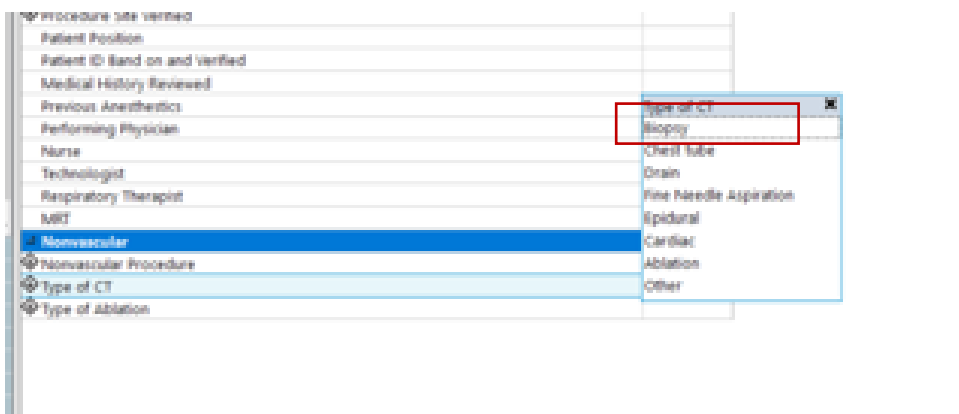 Procedure Site Verified
Patient Position
Patient ID Band on and Verified
Medical History Reviewed
Previous Anesthetics
Performing Physician
Nurse
Technologist
Respiratory Therapist
MRT
Nonvascular
Nonvascular Procedure
Type of CT
Type of Ablation
Type of CT
Biopsy
Chest tube
Drain
Fine Needle Aspiration
Epidural
Cardiac
Ablation
Other